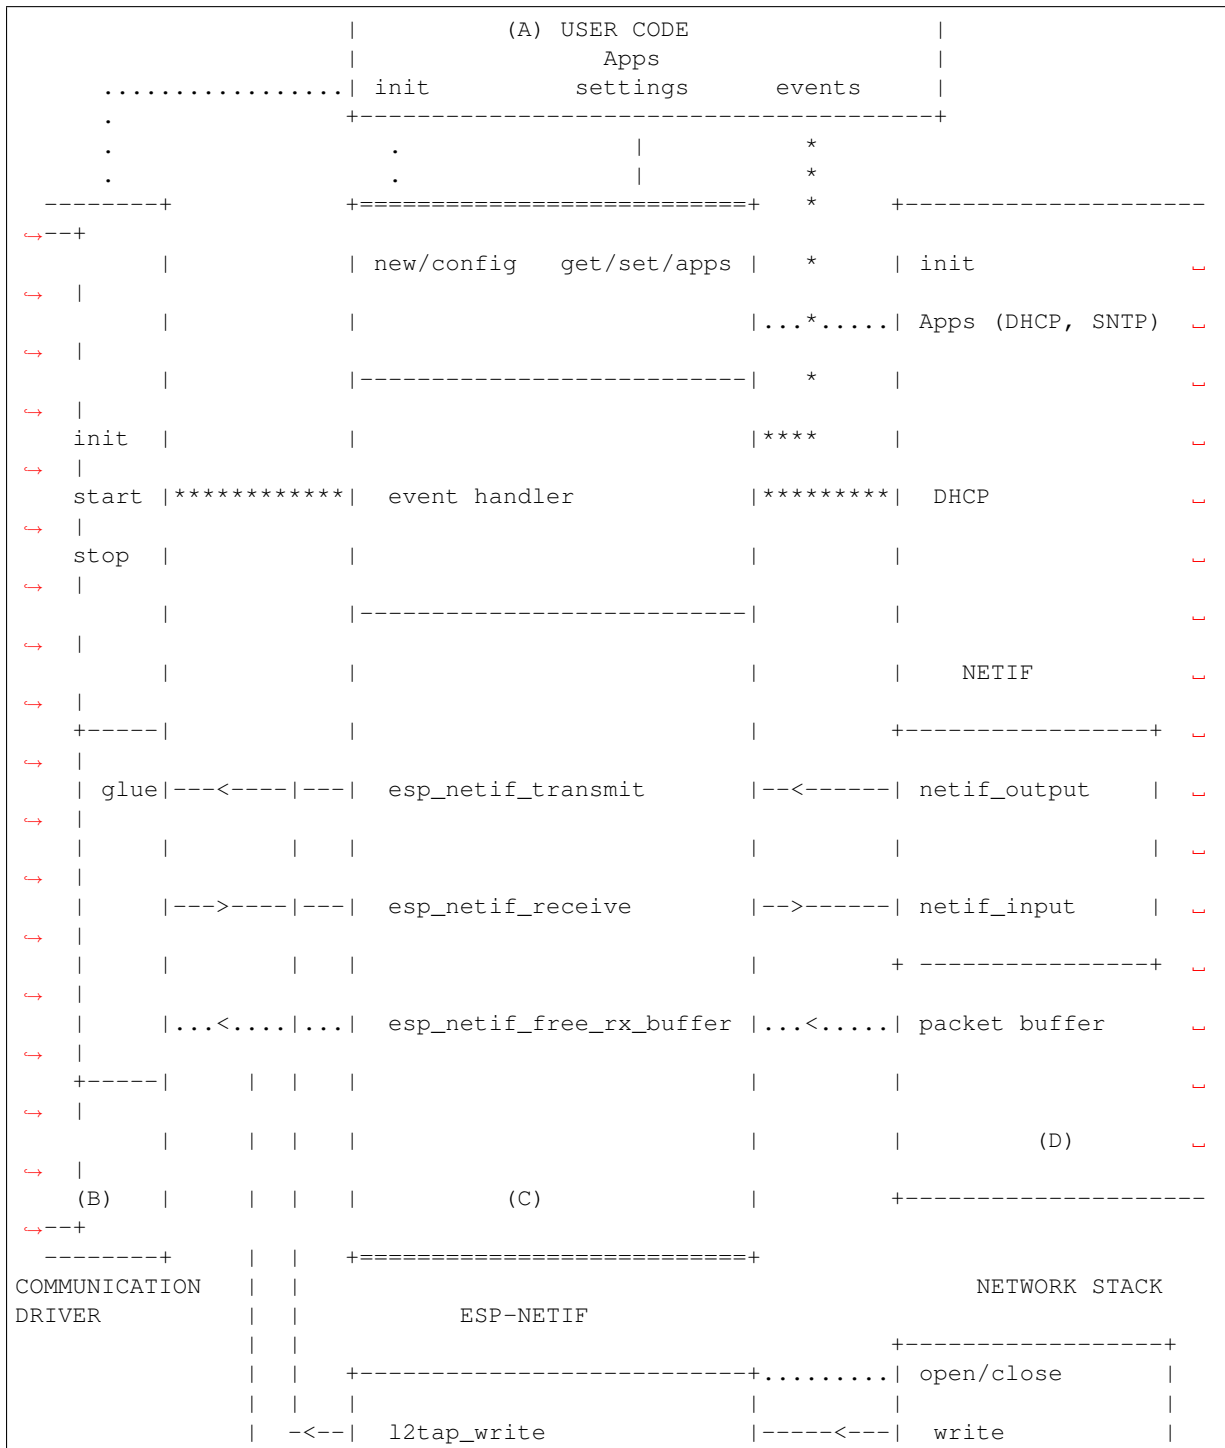 |          (A) USER CODE                 |
                       |                 Apps                   |
      .................| init          settings      events     |
      .                +----------------------------------------+
      .                   .                |           *
      .                   .                |           *
  --------+            +===========================+   *     +---------------------
↪--+
          |            | new/config   get/set/apps |   *     | init                ␣
↪  |
          |            |                           |...*.....| Apps (DHCP, SNTP)   ␣
↪  |
          |            |---------------------------|   *     |                     ␣
↪  |
    init  |            |                           |****     |                     ␣
↪  |
    start |************|  event handler            |*********|  DHCP               ␣
↪  |
    stop  |            |                           |         |                     ␣
↪  |
          |            |---------------------------|         |                     ␣
↪  |
          |            |                           |         |    NETIF            ␣
↪  |
    +-----|            |                           |         +-----------------+   ␣
↪  |
    | glue|---<----|---|  esp_netif_transmit       |--<------| netif_output    |   ␣
↪  |
    |     |        |   |                           |         |                 |   ␣
↪  |
    |     |--->----|---|  esp_netif_receive        |-->------| netif_input     |   ␣
↪  |
    |     |        |   |                           |         + ----------------+   ␣
↪  |
    |     |...<....|...|  esp_netif_free_rx_buffer |...<.....| packet buffer       ␣
↪  |
    +-----|     |  |   |                           |         |                     ␣
↪  |
          |     |  |   |                           |         |         (D)         ␣
↪  |
    (B)   |     |  |   |          (C)              |         +---------------------
↪--+
  --------+     |  |   +===========================+
COMMUNICATION   |  |                                               NETWORK STACK
DRIVER          |  |           ESP-NETIF
                |  |                                         +------------------+
                |  |   +---------------------------+.........| open/close       |
                |  |   |                           |         |                  |
                |  -<--|  l2tap_write              |-----<---|  write           |